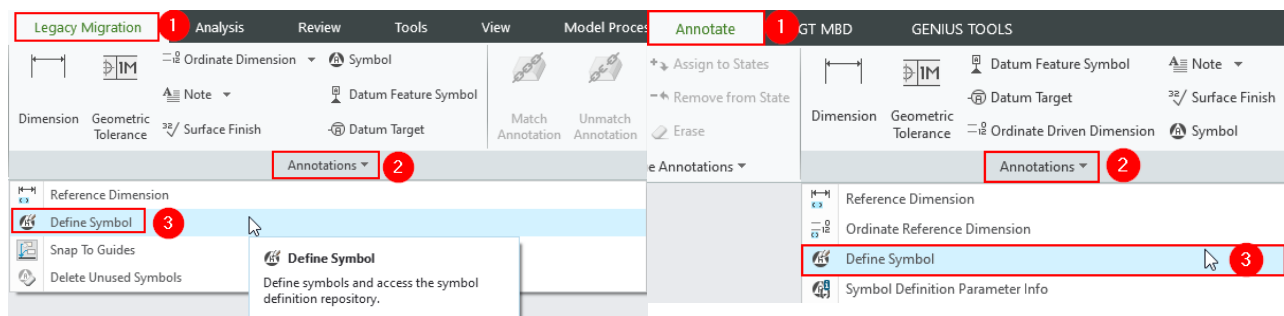 Legacy Migration 1 Analysis Review Tools View Model Proces
Ordinate Dimension Symbol
Note Datum Feature Symbol
Dimension Geometric Tolerance Surface Finish Datum Target
Match Annotation Unmatch Annotation
Annotations 2
Reference Dimension
Define Symbol 3
Snap To Guides
Delete Unused Symbols
Define Symbol
Define symbols and access the symbol
definition repository.
Annotate 1 GT MBD GENIUS TOOLS
Assign to States
Remove from State
Erase
e Annotations
Dimension Geometric Tolerance
Datum Feature Symbol Note
Datum Target Surface Finish
Ordinate Driven Dimension Symbol
Annotations 2
Reference Dimension
Ordinate Reference Dimension
Define Symbol 3
Symbol Definition Parameter Info